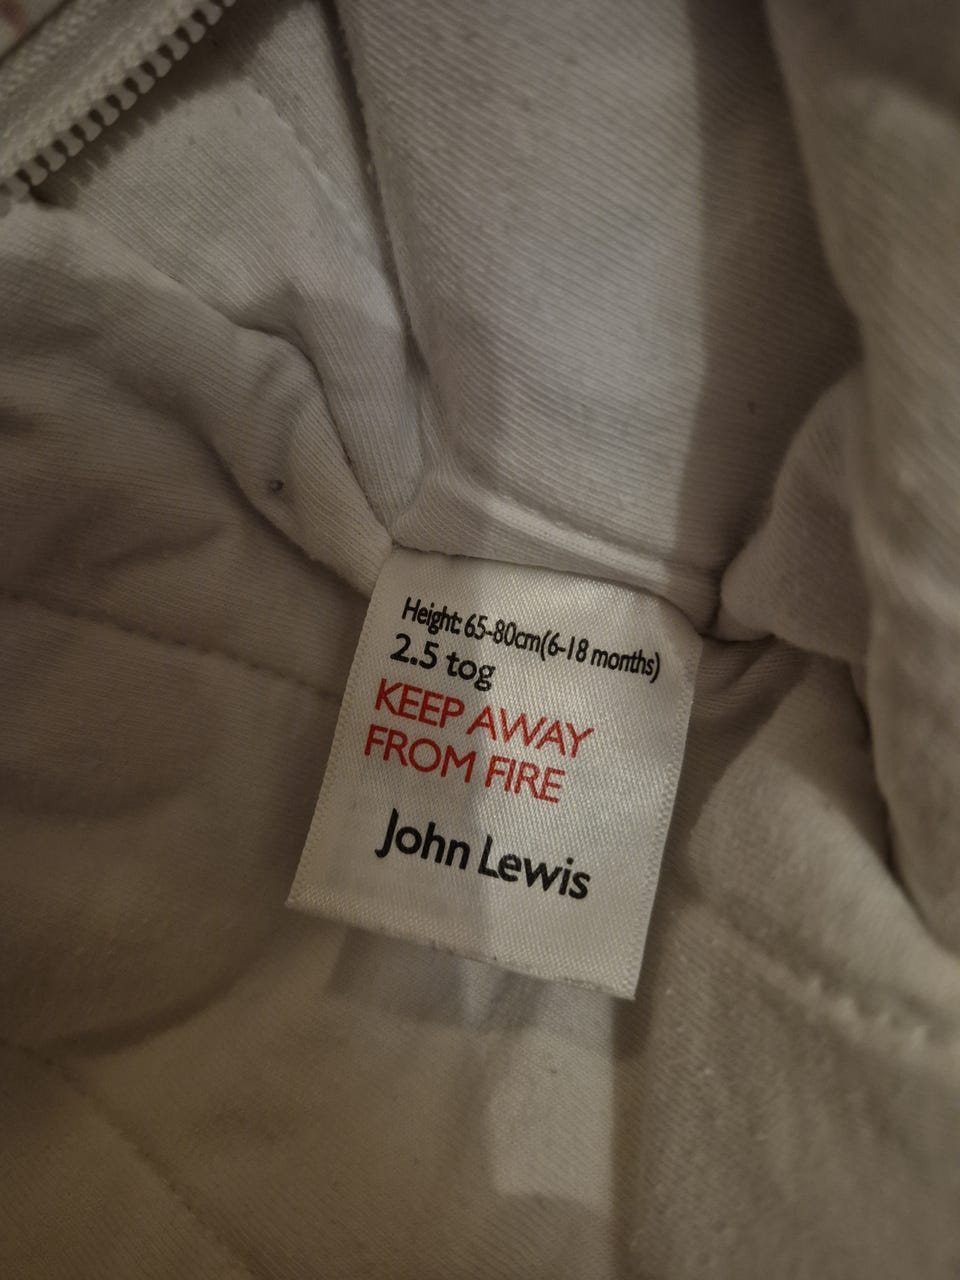 Height: 65-80cm(6-18 months)
2.5 tog
KEEP AWAY
FROM FIRE
John Lewis